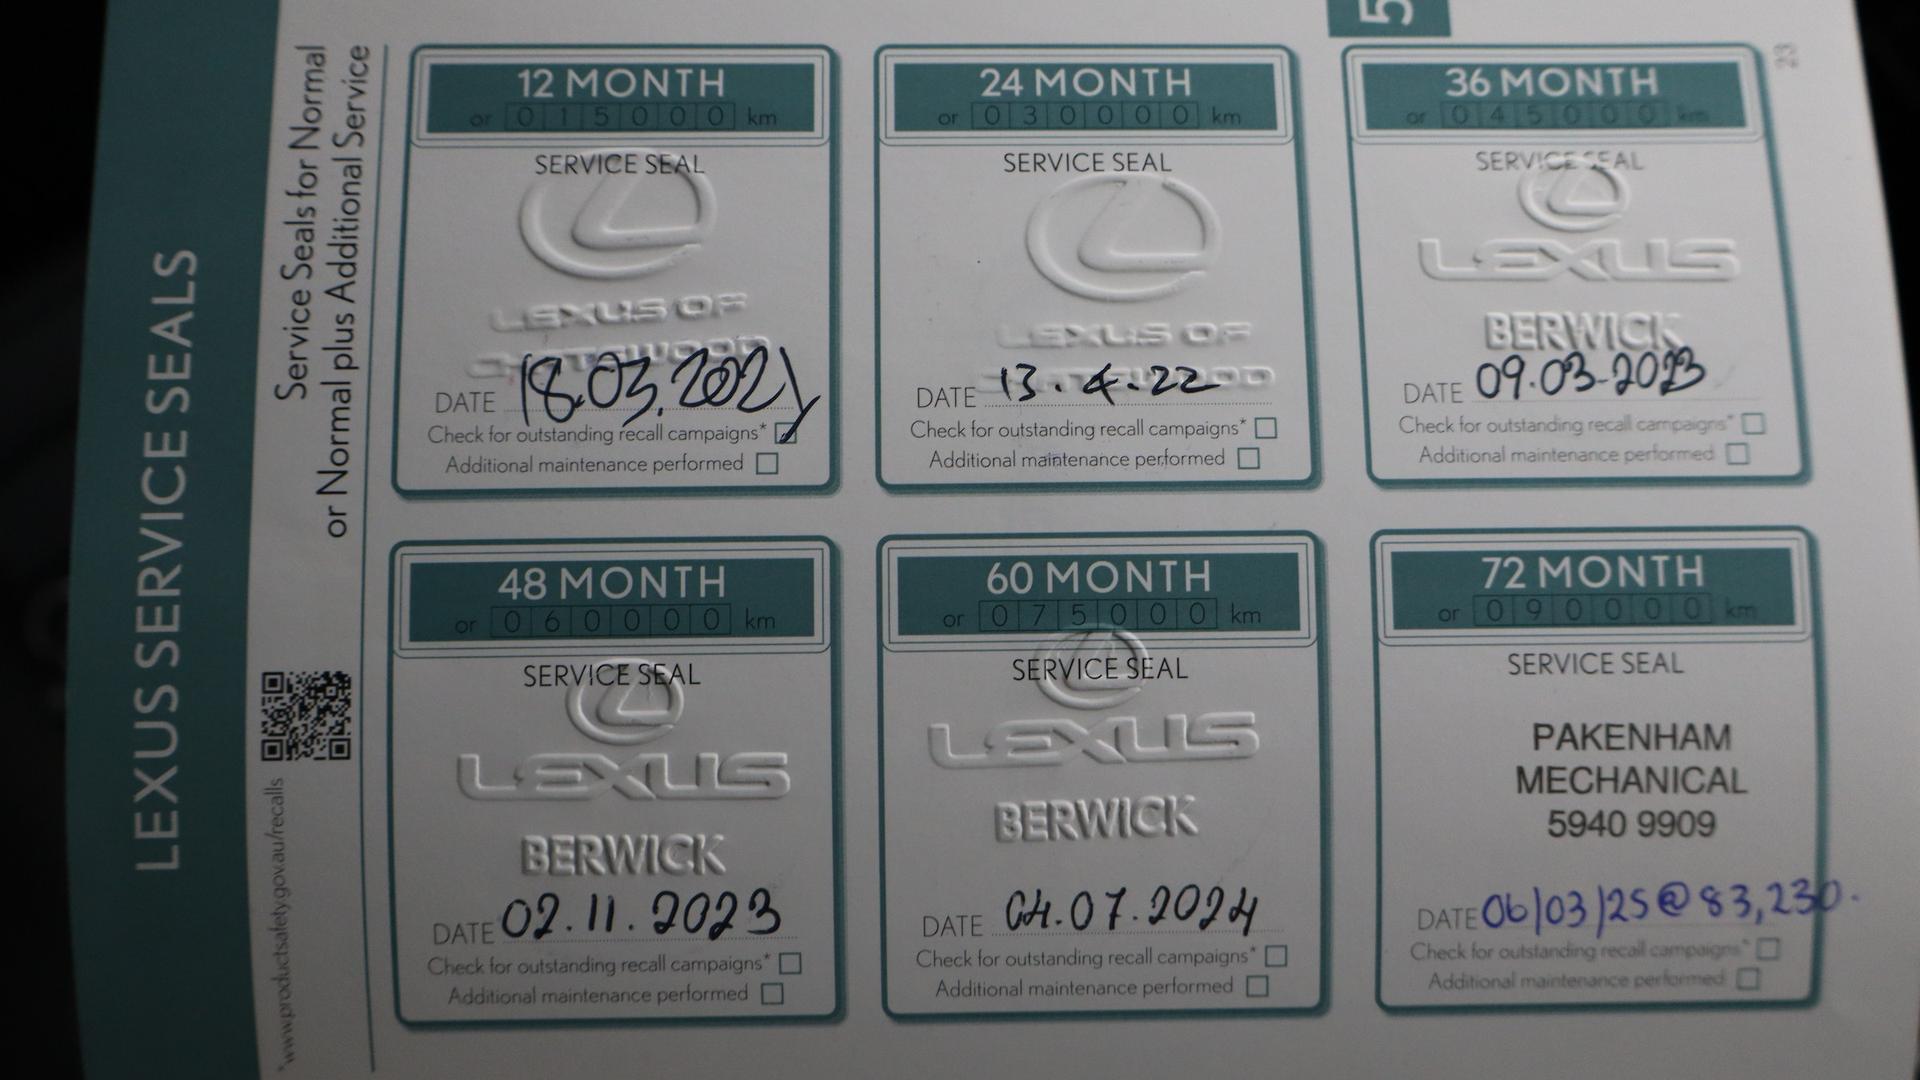 LEXUS SERVICE SEALS
Service Seals for Normal
or Normal plus Additional Service
*www.productsafety.gov.au/recalls
5
23
12 MONTH
or 015000 km
SERVICE SEAL
LEXUS OF
CHATSWOOD
DATE 18.03.2021
Check for outstanding recall campaigns*
Additional maintenance performed
24 MONTH
or 030000 km
SERVICE SEAL
LEXUS OF
CHATSWOOD
DATE 13.4.22
Check for outstanding recall campaigns*
Additional maintenance performed
36 MONTH
or 045000 km
SERVICE SEAL
LEXUS
BERWICK
DATE 09.03.2023
Check for outstanding recall campaigns*
Additional maintenance performed
48 MONTH
or 060000 km
SERVICE SEAL
LEXUS
BERWICK
DATE 02.11.2023
Check for outstanding recall campaigns*
Additional maintenance performed
60 MONTH
or 075000 km
SERVICE SEAL
LEXUS
BERWICK
DATE 04.07.2024
Check for outstanding recall campaigns*
Additional maintenance performed
72 MONTH
or 090000 km
SERVICE SEAL
PAKENHAM
MECHANICAL
5940 9909
DATE 06/03/25 @ 83,230.
Check for outstanding recall campaigns*
Additional maintenance performed